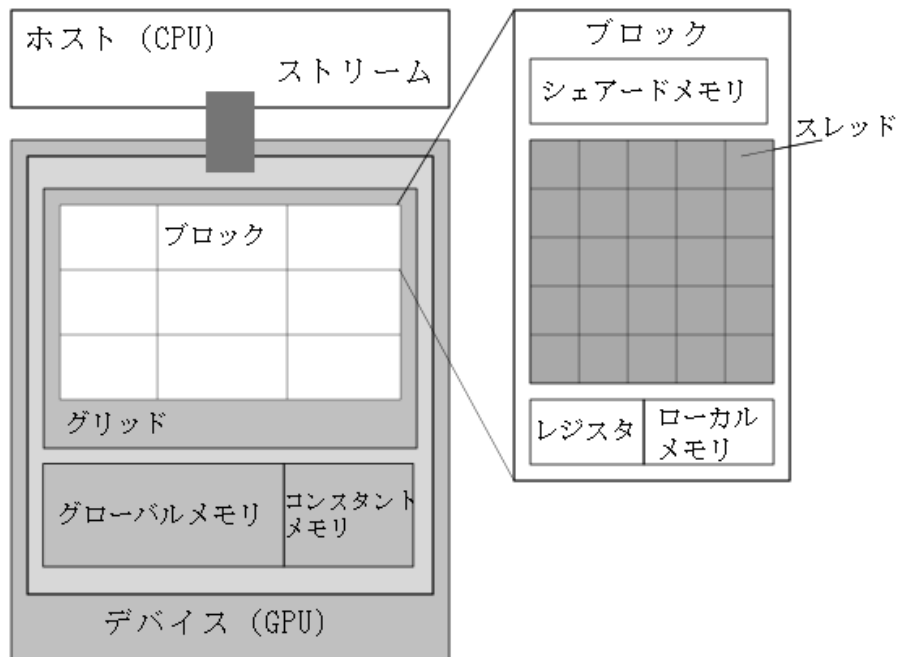 ホスト (CPU)
ストリーム
ブロック
グリッド
グローバルメモリ
コンスタント
メモリ
デバイス (GPU)
ブロック
シェアードメモリ
スレッド
レジスタ
ローカル
メモリ